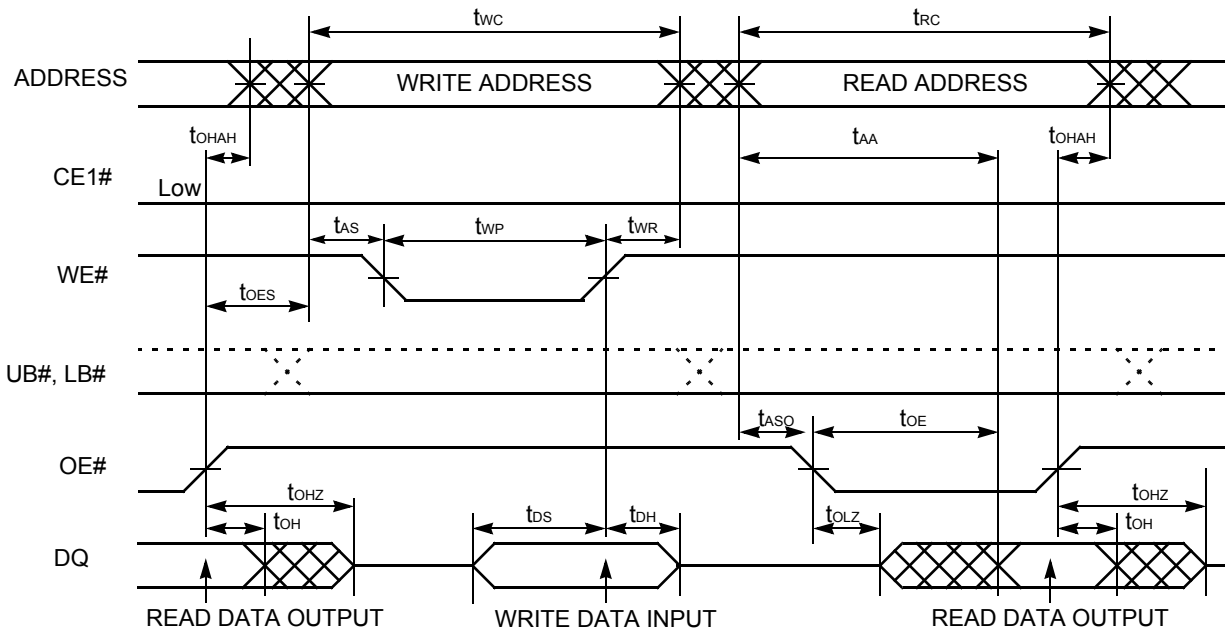 tWC
tRC
ADDRESS
WRITE ADDRESS
READ ADDRESS
tOHAH
tAA
tOHAH
CE1#
Low
tAS
tWP
tWR
WE#
tOES
UB#, LB#
tASO
tOE
OE#
tOHZ
tOHZ
tOH
tDS
tDH
tOLZ
tOH
DQ
READ DATA OUTPUT
WRITE DATA INPUT
READ DATA OUTPUT